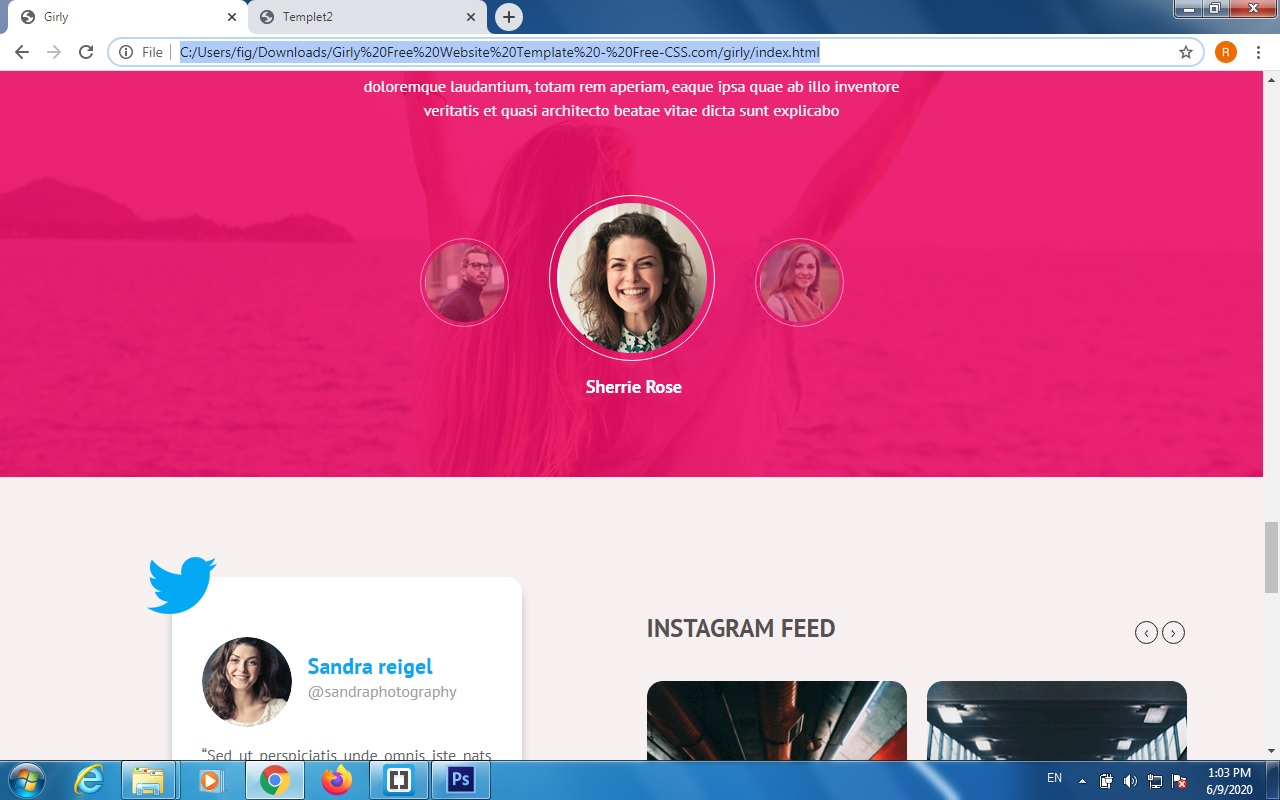 Girly
Templet2
File
C:/Users/fig/Downloads/Girly%20Free%20Website%20Template%20-%20Free-CSS.com/girly/index.html
R
doloremque laudantium, totam rem aperiam, eaque ipsa quae ab illo inventore
veritatis et quasi architecto beatae vitae dicta sunt explicabo
Sherrie Rose
Sandra reigel
@sandraphotography
“Sed ut perspiciatis unde omnis iste nats
INSTAGRAM FEED
Ps
EN
1:03 PM
6/9/2020